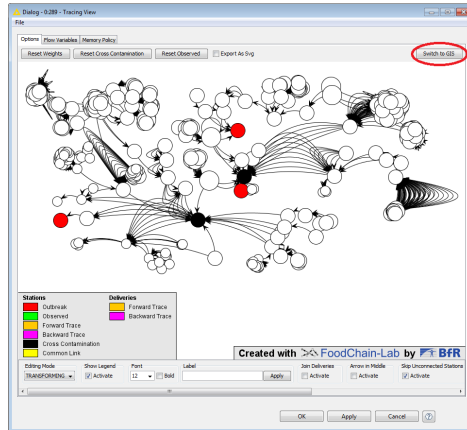 Dialog - 0:289 - Tracing View
File
Options Flow Variables Memory Policy
Reset Weights Reset Cross Contamination Reset Observed Export As Svg Switch to GIS
Stations Deliveries
Outbreak Forward Trace
Observed Backward Trace
Forward Trace
Backward Trace
Cross Contamination
Common Link
Created with FoodChain-Lab by BfR
Editing Mode Show Legend Font Label Join Deliveries Arrow in Middle Skip Unconnected Stations
TRANSFORMING Activate 12 Bold Apply Activate Activate Activate
OK Apply Cancel ?